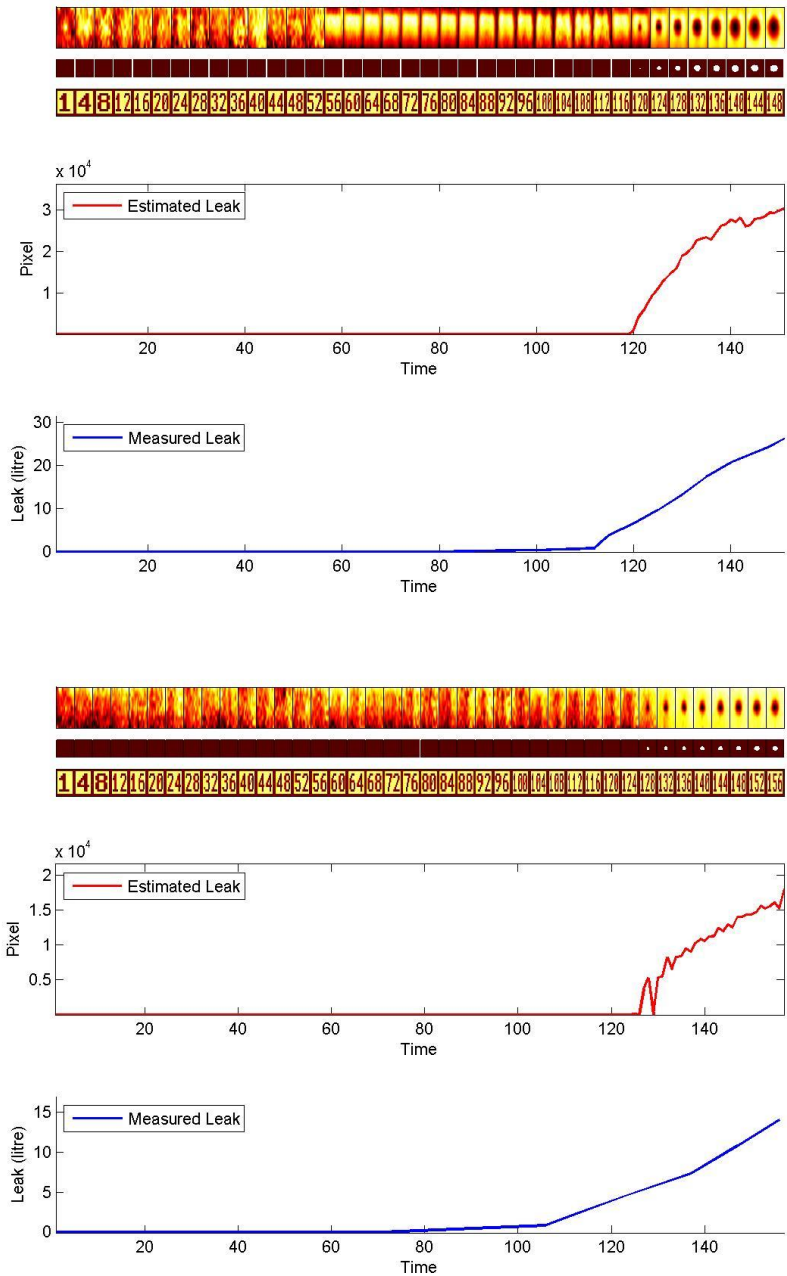 1 4 8 12 16 20 24 28 32 36 40 44 48 52 56 60 64 68 72 76 80 84 88 92 96 100 104 108 112 116 120 124 128 132 136 140 144 148
x 10^4
Estimated Leak
3
2
1
Pixel
20 40 60 80 100 120 140
Time
Measured Leak
30
20
10
0
Leak (litre)
20 40 60 80 100 120 140
Time
1 4 8 12 16 20 24 28 32 36 40 44 48 52 56 60 64 68 72 76 80 84 88 92 96 100 104 108 112 116 120 124 128 132 136 140 144 148 152 156
x 10^4
Estimated Leak
2
1.5
1
0.5
Pixel
20 40 60 80 100 120 140
Time
Measured Leak
15
10
5
0
Leak (litre)
20 40 60 80 100 120 140
Time